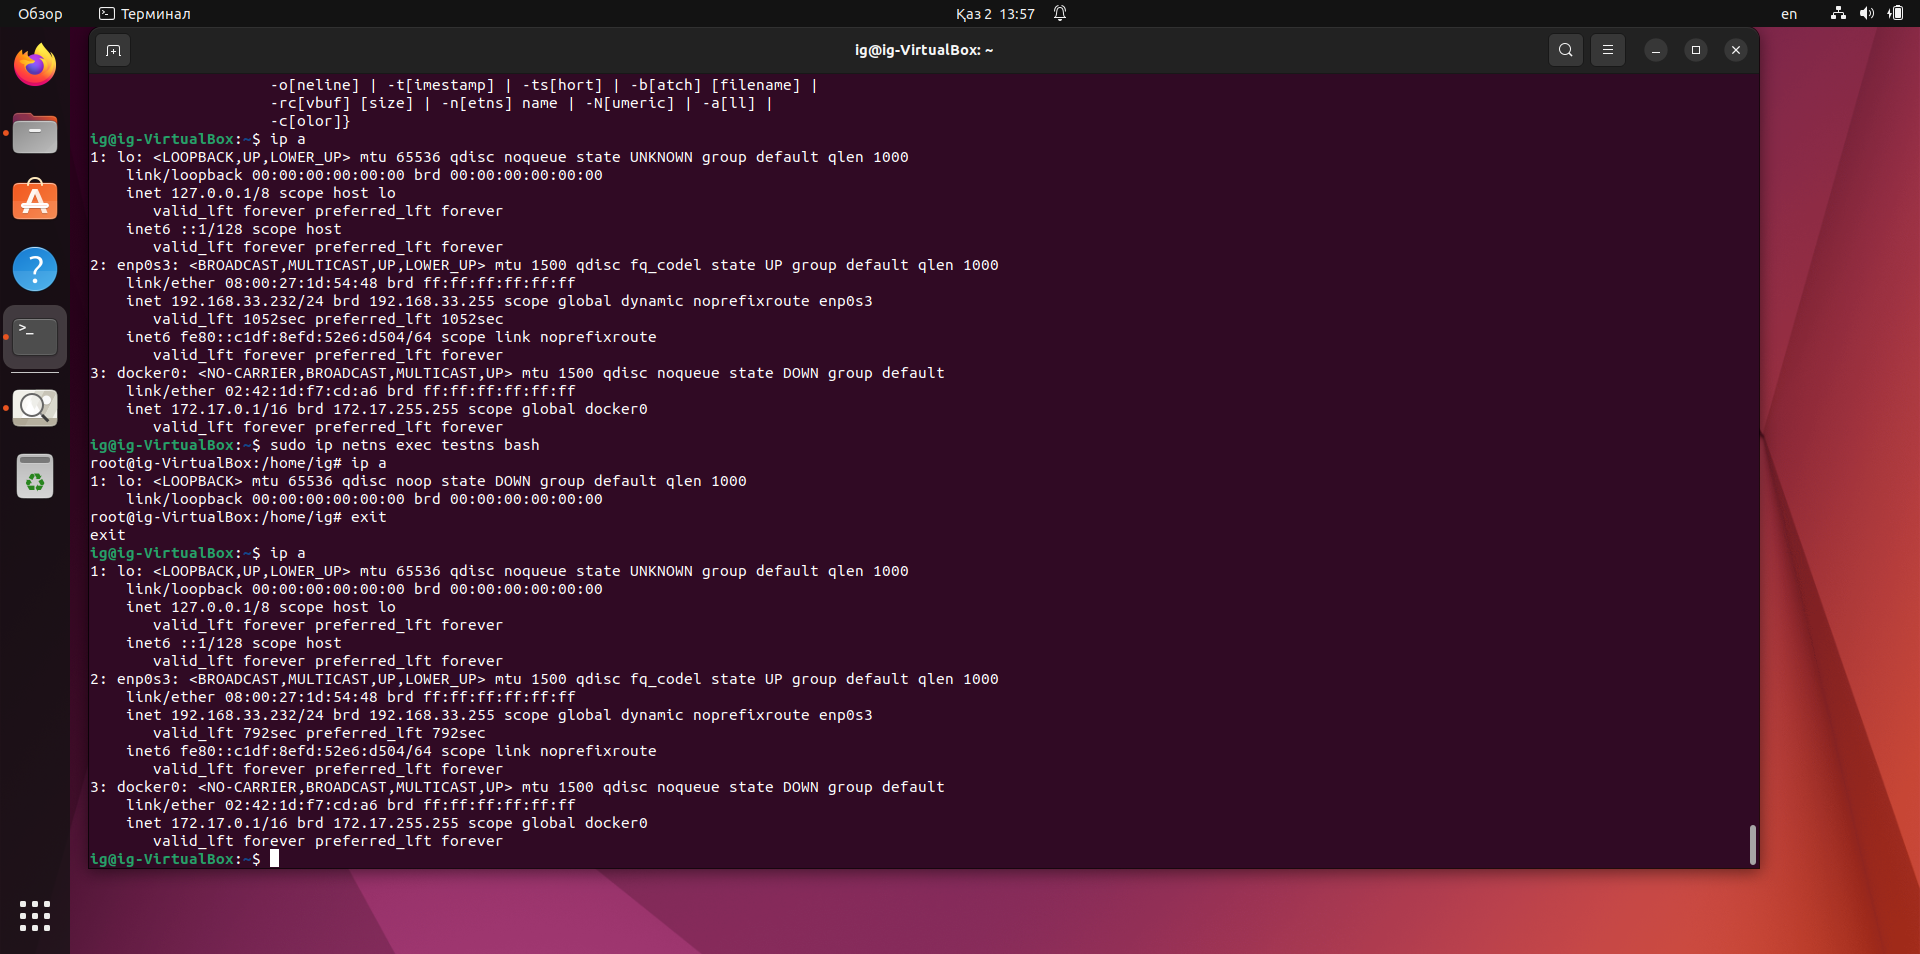 Обзор
Терминал
Қаз 2 13:57
en
ig@ig-VirtualBox: ~
-o[neline] | -t[imestamp] | -ts[hort] | -b[atch] [filename] |
-rc[vbuf] [size] | -n[etns] name | -N[umeric] | -a[ll] |
-c[olor]}
ig@ig-VirtualBox:~$ ip a
1: lo: <LOOPBACK,UP,LOWER_UP> mtu 65536 qdisc noqueue state UNKNOWN group default qlen 1000
link/loopback 00:00:00:00:00:00 brd 00:00:00:00:00:00
inet 127.0.0.1/8 scope host lo
valid_lft forever preferred_lft forever
inet6 ::1/128 scope host
valid_lft forever preferred_lft forever
2: enp0s3: <BROADCAST,MULTICAST,UP,LOWER_UP> mtu 1500 qdisc fq_codel state UP group default qlen 1000
link/ether 08:00:27:1d:54:48 brd ff:ff:ff:ff:ff:ff
inet 192.168.33.232/24 brd 192.168.33.255 scope global dynamic noprefixroute enp0s3
valid_lft 1052sec preferred_lft 1052sec
inet6 fe80::c1df:8efd:52e6:d504/64 scope link noprefixroute
valid_lft forever preferred_lft forever
3: docker0: <NO-CARRIER,BROADCAST,MULTICAST,UP> mtu 1500 qdisc noqueue state DOWN group default
link/ether 02:42:1d:f7:cd:a6 brd ff:ff:ff:ff:ff:ff
inet 172.17.0.1/16 brd 172.17.255.255 scope global docker0
valid_lft forever preferred_lft forever
ig@ig-VirtualBox:~$ sudo ip netns exec testns bash
root@ig-VirtualBox:/home/ig# ip a
1: lo: <LOOPBACK> mtu 65536 qdisc noop state DOWN group default qlen 1000
link/loopback 00:00:00:00:00:00 brd 00:00:00:00:00:00
root@ig-VirtualBox:/home/ig# exit
exit
ig@ig-VirtualBox:~$ ip a
1: lo: <LOOPBACK,UP,LOWER_UP> mtu 65536 qdisc noqueue state UNKNOWN group default qlen 1000
link/loopback 00:00:00:00:00:00 brd 00:00:00:00:00:00
inet 127.0.0.1/8 scope host lo
valid_lft forever preferred_lft forever
inet6 ::1/128 scope host
valid_lft forever preferred_lft forever
2: enp0s3: <BROADCAST,MULTICAST,UP,LOWER_UP> mtu 1500 qdisc fq_codel state UP group default qlen 1000
link/ether 08:00:27:1d:54:48 brd ff:ff:ff:ff:ff:ff
inet 192.168.33.232/24 brd 192.168.33.255 scope global dynamic noprefixroute enp0s3
valid_lft 792sec preferred_lft 792sec
inet6 fe80::c1df:8efd:52e6:d504/64 scope link noprefixroute
valid_lft forever preferred_lft forever
3: docker0: <NO-CARRIER,BROADCAST,MULTICAST,UP> mtu 1500 qdisc noqueue state DOWN group default
link/ether 02:42:1d:f7:cd:a6 brd ff:ff:ff:ff:ff:ff
inet 172.17.0.1/16 brd 172.17.255.255 scope global docker0
valid_lft forever preferred_lft forever
ig@ig-VirtualBox:~$